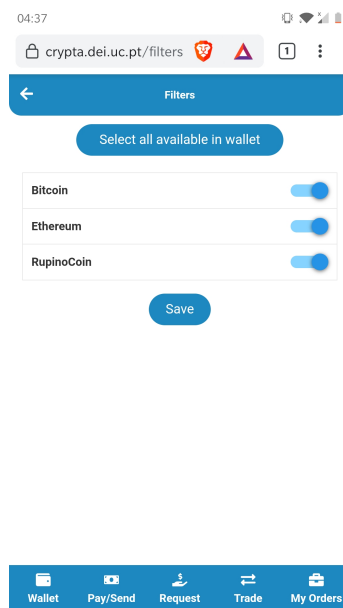 04:37
crypta.dei.uc.pt/filters
1
Filters
Select all available in wallet
Bitcoin
Ethereum
RupinoCoin
Save
Wallet Pay/Send Request Trade My Orders